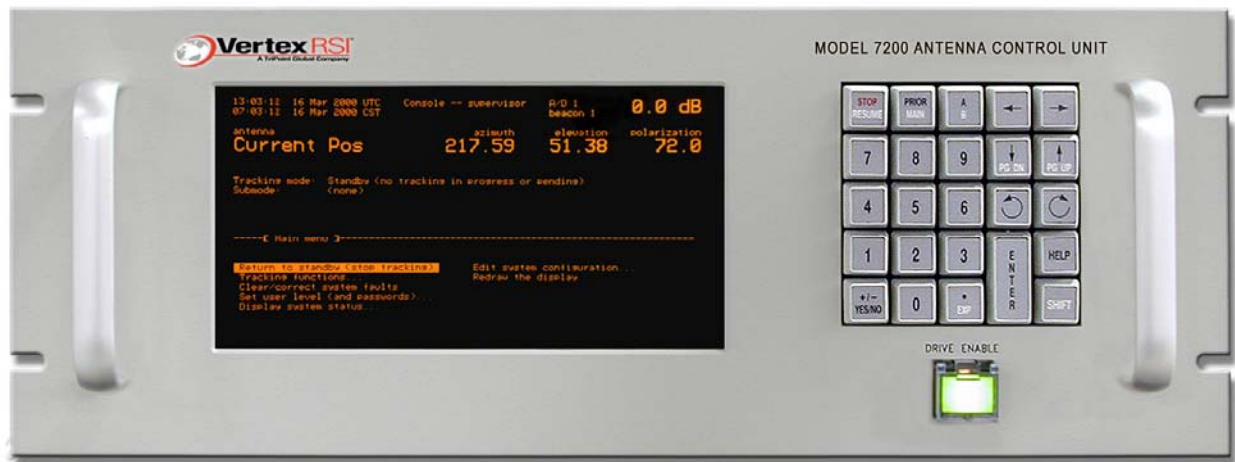 VertexRSI
A TriPoint Global Company
MODEL 7200 ANTENNA CONTROL UNIT
13:03:12 16 Mar 2000 UTC Console -- supervisor A/D 1 0.0 dB
07:03:12 16 Mar 2000 CST beacon 1
antenna azimuth elevation polarization
Current Pos 217.59 51.38 72.0
Tracking mode: Standby (no tracking in progress or pending)
Submode: (none)
-----[ Main menu ]-----
Return to standby (stop tracking) Edit system configuration...
Tracking functions... Redraw the display
Clear/correct system faults
Set user level (and passwords)...
Display system status...
STOP PRIOR A ← →
RESUME MAIN B
7 8 9 ↓ ↑
PG DN PG UP
4 5 6
1 2 3 ENTER HELP
+/- 0 • SHIFT
YES/NO EXP
DRIVE ENABLE